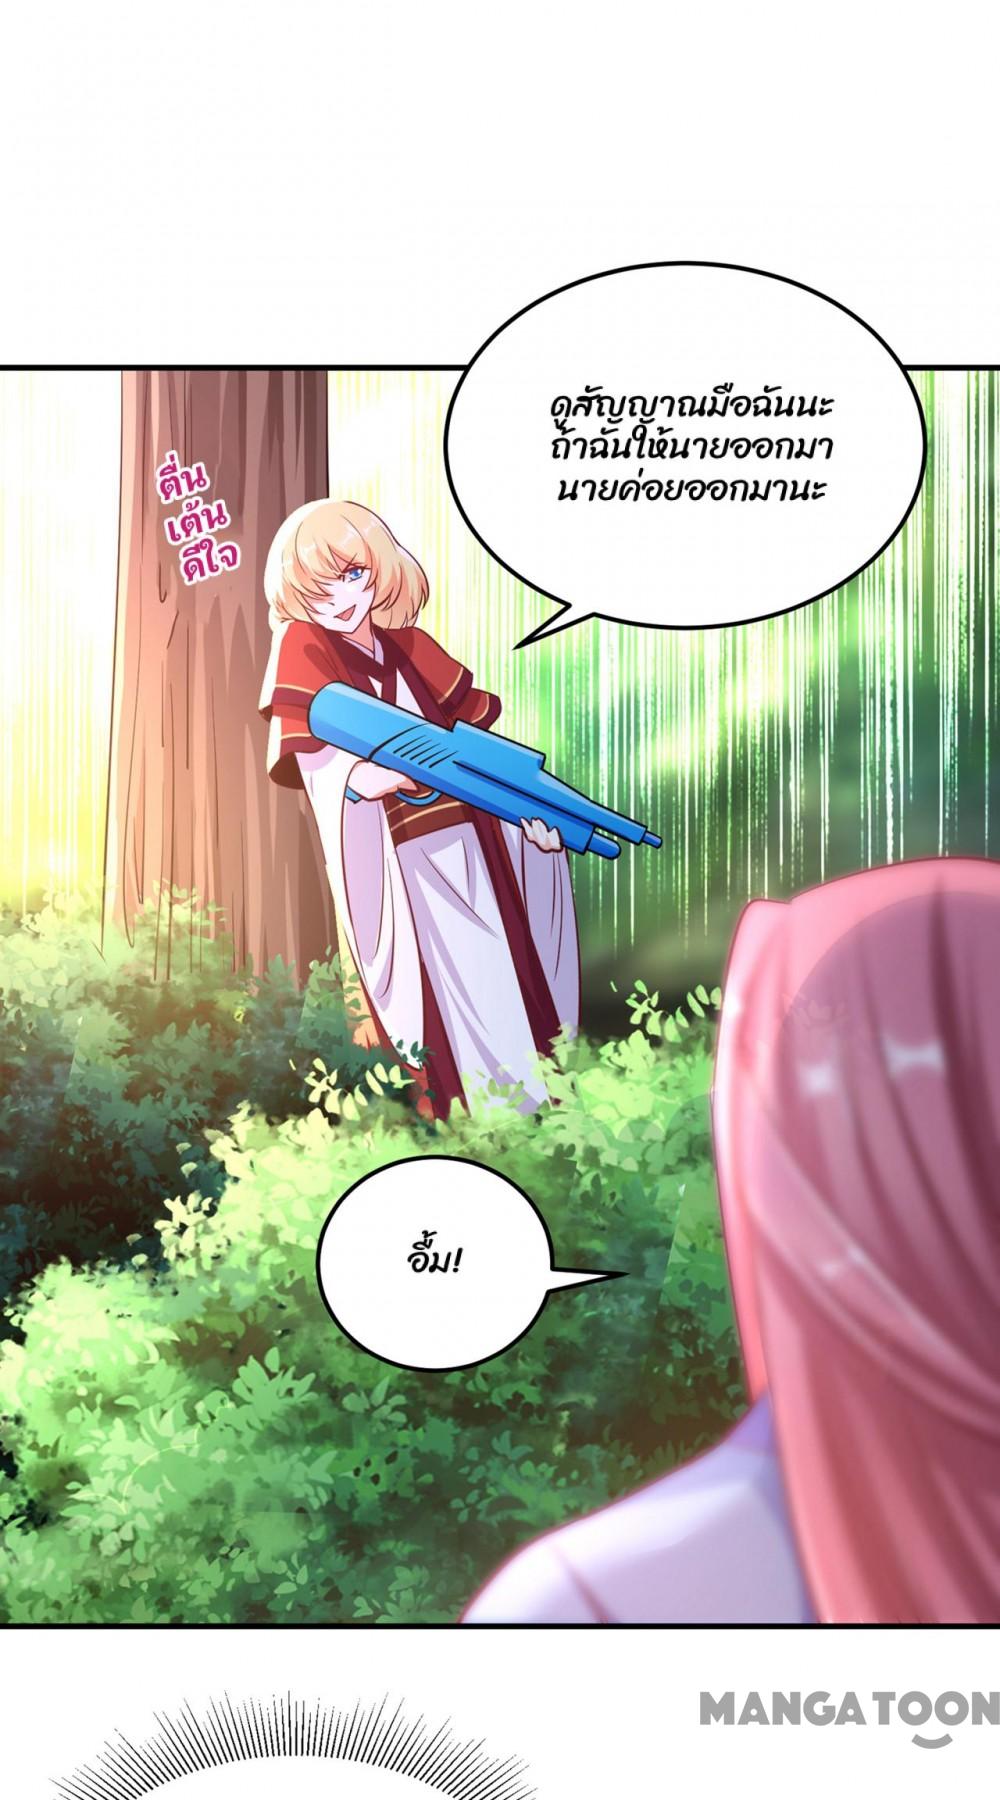 ดูสัญญาณมือฉันนะ
ถ้าฉันให้นายออกมา
นายค่อยออกมานะ
ตื่น
เต้น
ดีใจ
อื้ม!
MANGATOON